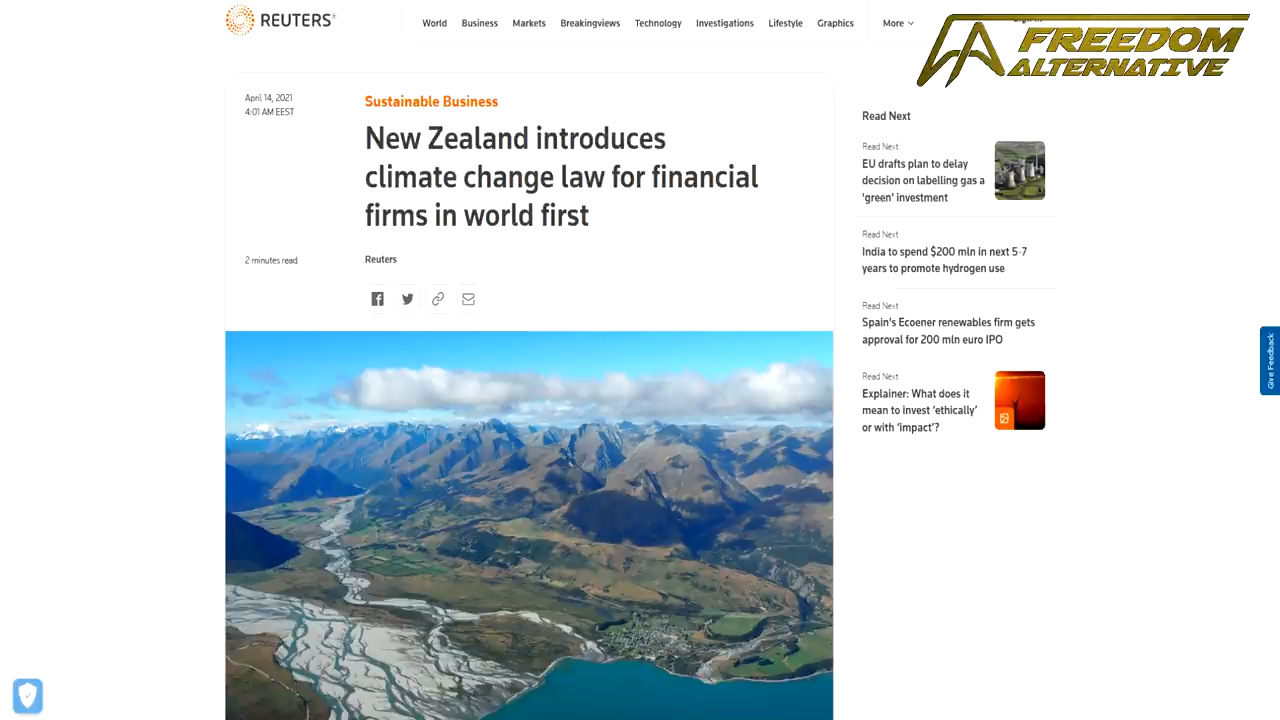 REUTERS®
World Business Markets Breakingviews Technology Investigations Lifestyle Graphics More
FREEDOM
ALTERNATIVE
April 14, 2021
4:01 AM EEST
Sustainable Business
New Zealand introduces
climate change law for financial
firms in world first
2 minutes read
Reuters
Read Next
Read Next
EU drafts plan to delay
decision on labelling gas a
'green' investment
Read Next
India to spend $200 mln in next 5-7
years to promote hydrogen use
Read Next
Spain's Ecoener renewables firm gets
approval for 200 mln euro IPO
Read Next
Explainer: What does it
mean to invest ‘ethically’
or with ‘impact’?
Give Feedback